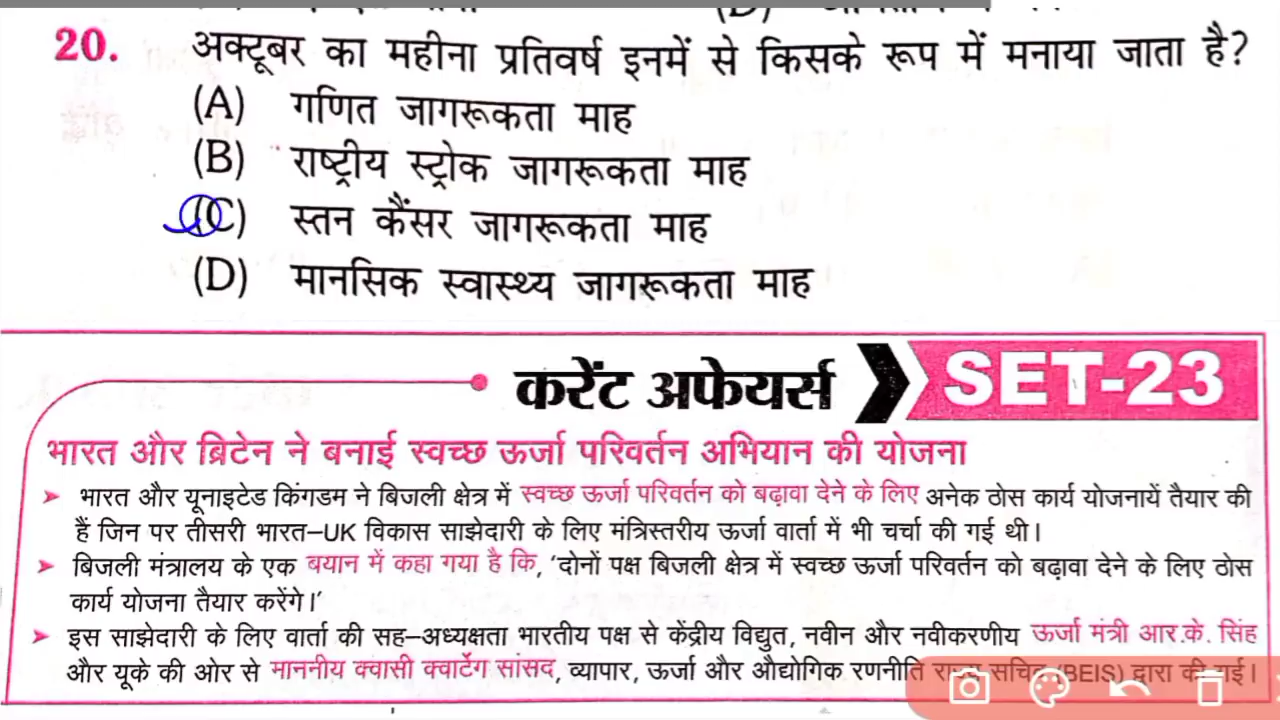 20. अक्टूबर का महीना प्रतिवर्ष इनमें से किसके रूप में मनाया जाता है?
(A) गणित जागरूकता माह
(B) राष्ट्रीय स्ट्रोक जागरूकता माह
(C) स्तन कैंसर जागरूकता माह
(D) मानसिक स्वास्थ्य जागरूकता माह
करेंट अफेयर्स SET-23
भारत और ब्रिटेन ने बनाई स्वच्छ ऊर्जा परिवर्तन अभियान की योजना
➤ भारत और यूनाइटेड किंगडम ने बिजली क्षेत्र में स्वच्छ ऊर्जा परिवर्तन को बढ़ावा देने के लिए अनेक ठोस कार्य योजनायें तैयार की
हैं जिन पर तीसरी भारत–UK विकास साझेदारी के लिए मंत्रिस्तरीय ऊर्जा वार्ता में भी चर्चा की गई थी।
➤ बिजली मंत्रालय के एक बयान में कहा गया है कि, ‘दोनों पक्ष बिजली क्षेत्र में स्वच्छ ऊर्जा परिवर्तन को बढ़ावा देने के लिए ठोस
कार्य योजना तैयार करेंगे।’
➤ इस साझेदारी के लिए वार्ता की सह–अध्यक्षता भारतीय पक्ष से केंद्रीय विद्युत, नवीन और नवीकरणीय ऊर्जा मंत्री आर.के. सिंह
और यूके की ओर से माननीय क्वासी क्वार्टेग सांसद, व्यापार, ऊर्जा और औद्योगिक रणनीति (BEIS) द्वारा की गई।